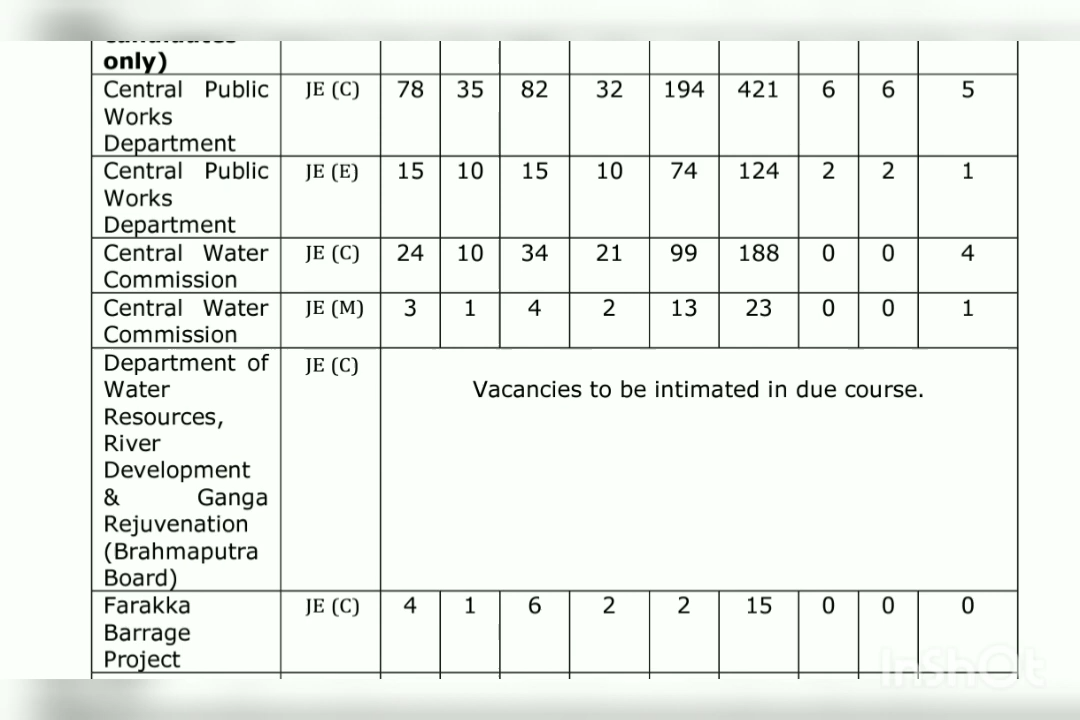 only)
Central Public Works Department JE (C) 78 35 82 32 194 421 6 6 5
Central Public Works Department JE (E) 15 10 15 10 74 124 2 2 1
Central Water Commission JE (C) 24 10 34 21 99 188 0 0 4
Central Water Commission JE (M) 3 1 4 2 13 23 0 0 1
Department of Water Resources, River Development & Ganga Rejuvenation (Brahmaputra Board) JE (C) Vacancies to be intimated in due course.
Farakka Barrage Project JE (C) 4 1 6 2 2 15 0 0 0
InShOt